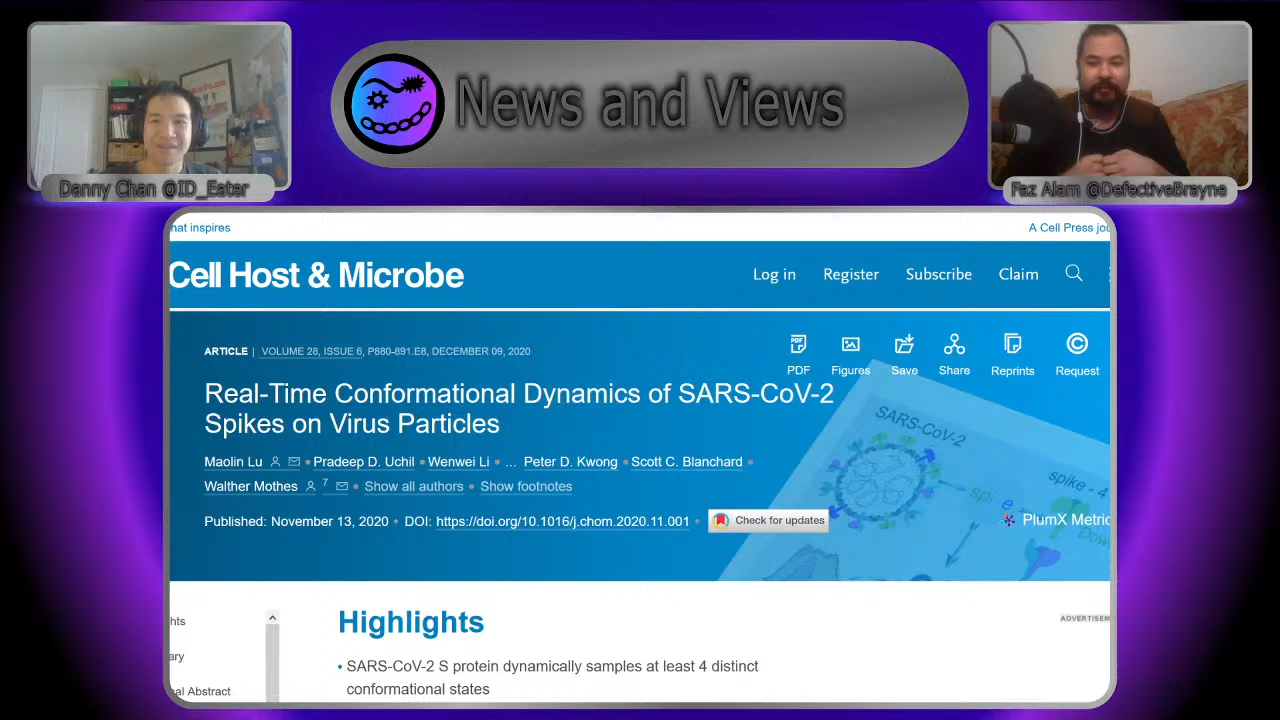 News and Views
Danny Chan @ID_Eater
Faz Alam @DefectiveBrayne
hat inspires
A Cell Press jou
Cell Host & Microbe
Log in
Register
Subscribe
Claim
ARTICLE | VOLUME 28, ISSUE 6, P880-891.E8, DECEMBER 09, 2020
PDF
Figures
Save
Share
Reprints
Request
Real-Time Conformational Dynamics of SARS-CoV-2
Spikes on Virus Particles
SARS-CoV-2
Maolin Lu • Pradeep D. Uchil • Wenwei Li • ... Peter D. Kwong • Scott C. Blanchard •
Walther Mothes 7 • Show all authors • Show footnotes
spike - 4
Published: November 13, 2020 • DOI: https://doi.org/10.1016/j.chom.2020.11.001 •
Check for updates
PlumX Metric
Highlights
hts
ADVERTISEM
ary
• SARS-CoV-2 S protein dynamically samples at least 4 distinct
conformational states
al Abstract